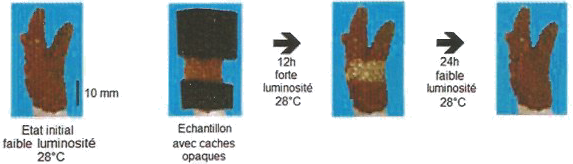 10 mm
Etat initial
faible luminosité
28°C
Echantillon
avec caches
opaques
12h
forte
luminosité
28°C
24h
faible
luminosité
28°C